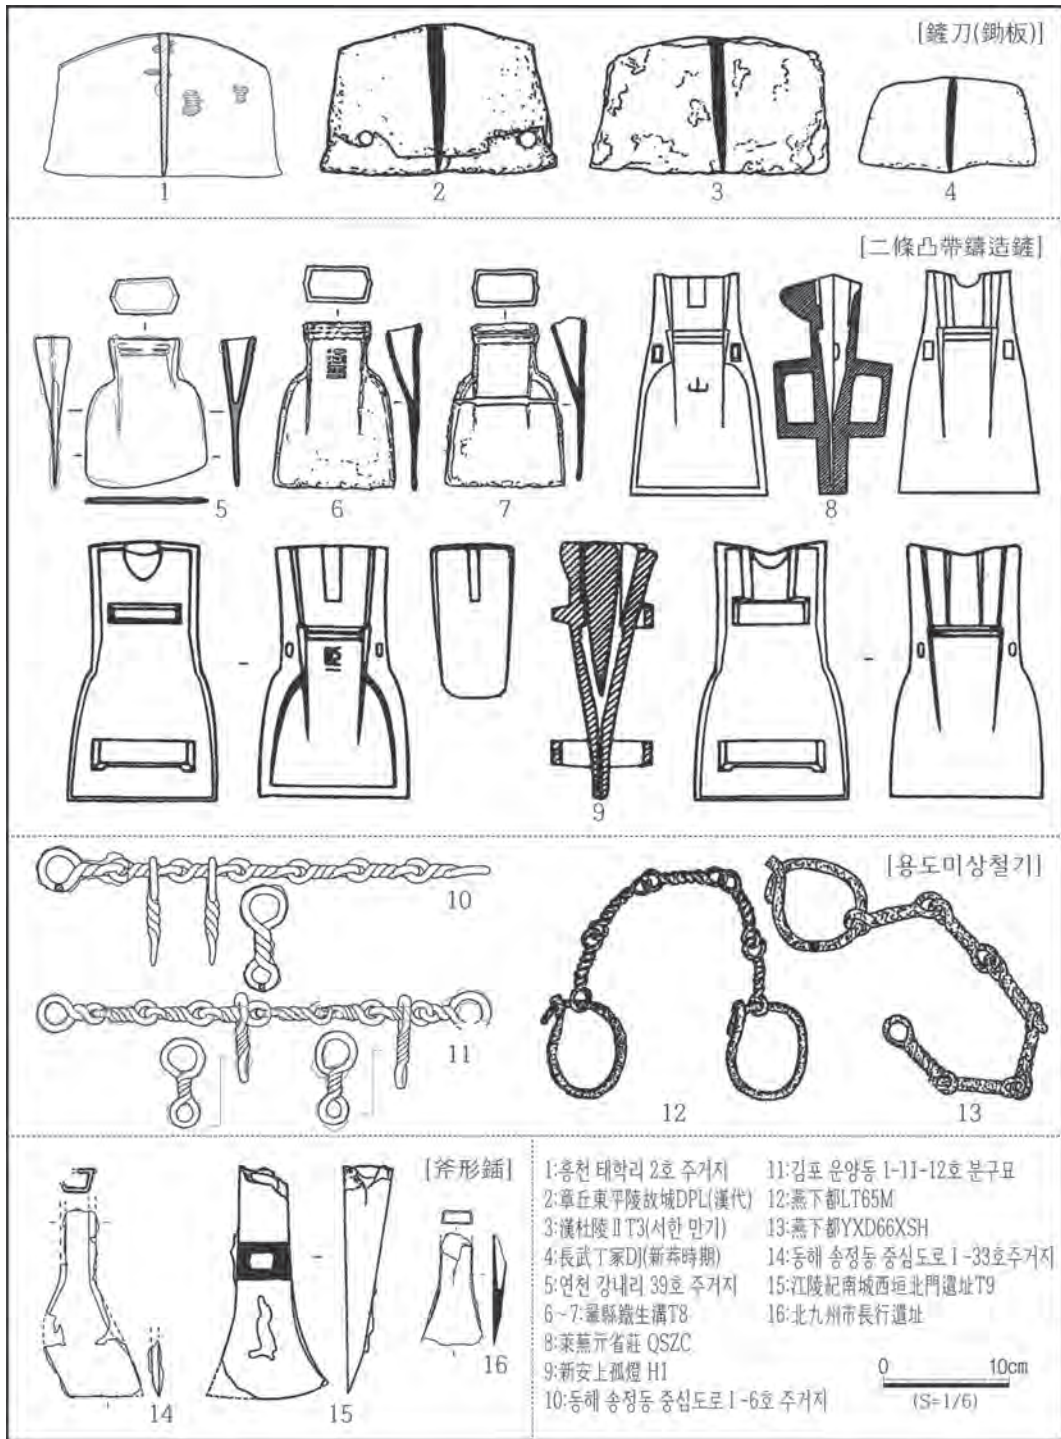 [鏟刀(鋤板)]
1
2
3
4
[二條凸帶鑄造鏟]
5
6
7
山
8
9
[용도미상철기]
10
11
12
13
[斧形鍤]
14
15
16
1:홍천 태학리 2호 주거지
2:章丘東平陵故城DPL(漢代)
3:漢杜陵ⅡT3(서한 만기)
4:長武丁家DJ(新莽時期)
5:연천 강내리 39호 주거지
6~7:鞏縣鐵生溝T8
8:萊蕪亓省莊 QSZC
9:新安上孤燈 H1
10:동해 송정동 중심도로Ⅰ-6호 주거지
11:김포 운양동 1-11-12호 분구묘
12:燕下都LT65M
13:燕下都YXD66XSH
14:동해 송정동 중심도로Ⅰ-33호주거지
15:江陵紀南城西垣北門遺址T9
16:北九州市長行遺址
0 10cm
(S=1/6)